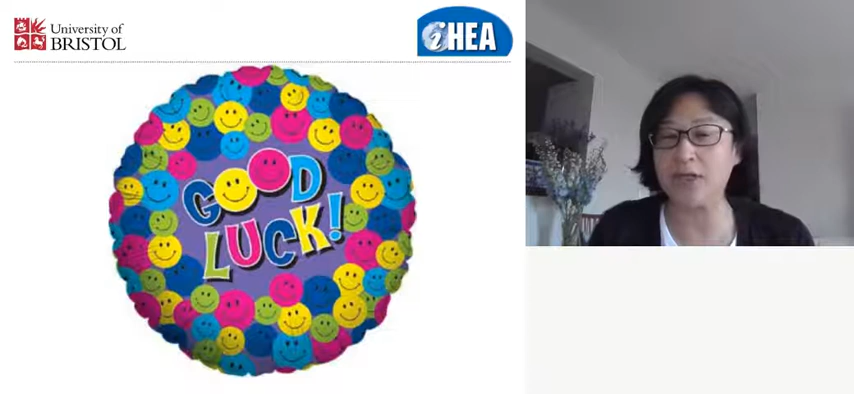 University of
BRISTOL
iHEA
GOOD
LUCK!